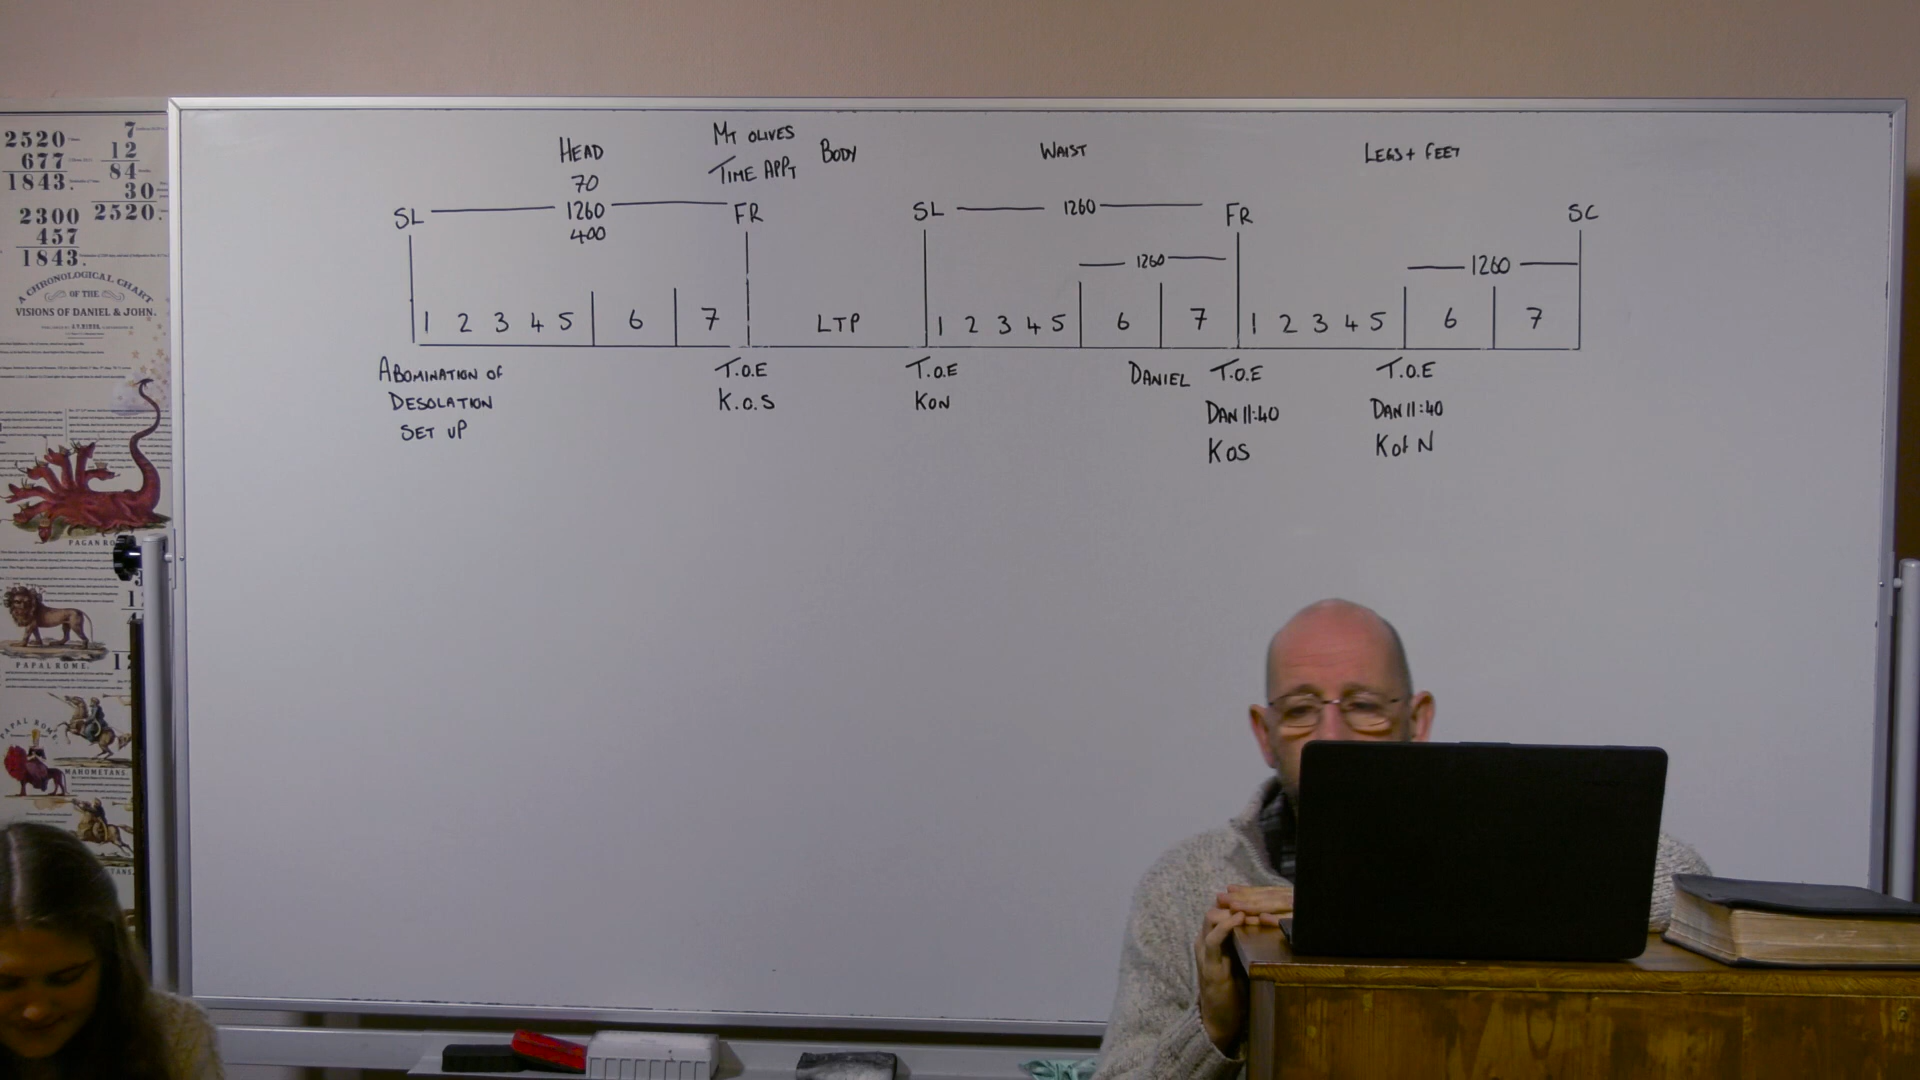 2520
677
1843.
2300
457
1843.
7
12
84
30
2520.
A CHRONOLOGICAL CHART
OF THE
VISIONS OF DANIEL & JOHN.
PAGAN RO
PAPAL ROME.
PAPAL ROME
MAHOMETANS.
TANS.
HEAD
MT OLIVES
TIME APPT
BODY
WAIST
LEGS + FEET
70
SL 1260 FR
400
SL 1260 FR
SC
1260
1260
1 2 3 4 5 6 7 LTP 1 2 3 4 5 6 7 1 2 3 4 5 6 7
ABOMINATION OF
DESOLATION
SET UP
T.O.E
K.O.S
T.O.E
KON
DANIEL
T.O.E
DAN 11:40
KOS
T.O.E
DAN 11:40
K of N